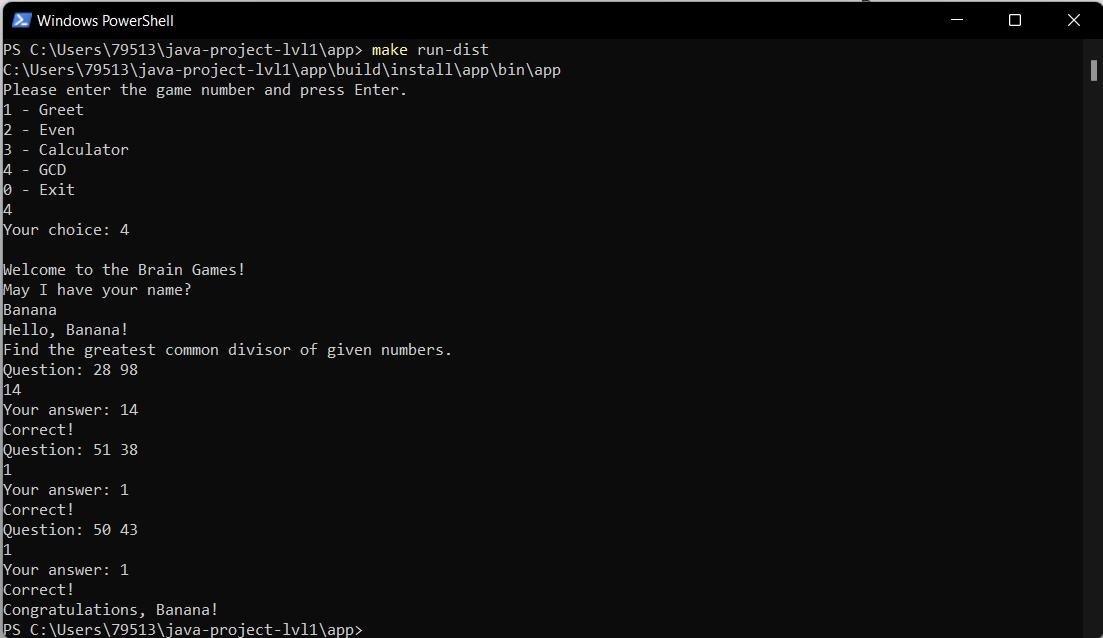 Windows PowerShell
PS C:\Users\79513\java-project-lvl1\app> make run-dist
C:\Users\79513\java-project-lvl1\app\build\install\app\bin\app
Please enter the game number and press Enter.
1 - Greet
2 - Even
3 - Calculator
4 - GCD
0 - Exit
4
Your choice: 4
Welcome to the Brain Games!
May I have your name?
Banana
Hello, Banana!
Find the greatest common divisor of given numbers.
Question: 28 98
14
Your answer: 14
Correct!
Question: 51 38
1
Your answer: 1
Correct!
Question: 50 43
1
Your answer: 1
Correct!
Congratulations, Banana!
PS C:\Users\79513\java-project-lvl1\app>